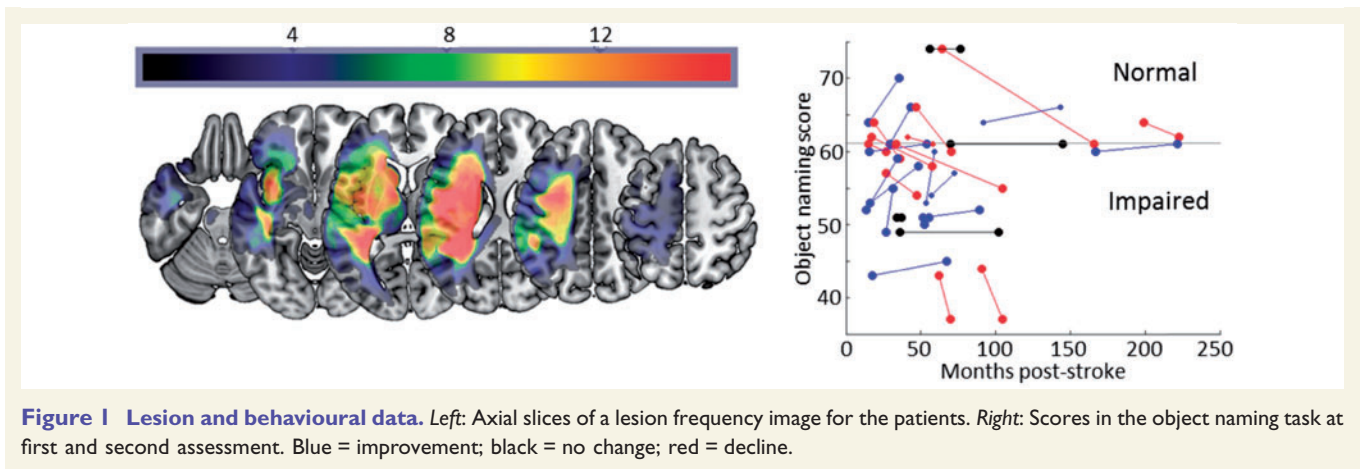 4 8 12
70
60
50
40
Object naming score
Normal
Impaired
0 50 100 150 200 250
Months post-stroke
Figure 1 Lesion and behavioural data. Left: Axial slices of a lesion frequency image for the patients. Right: Scores in the object naming task at
first and second assessment. Blue = improvement; black = no change; red = decline.